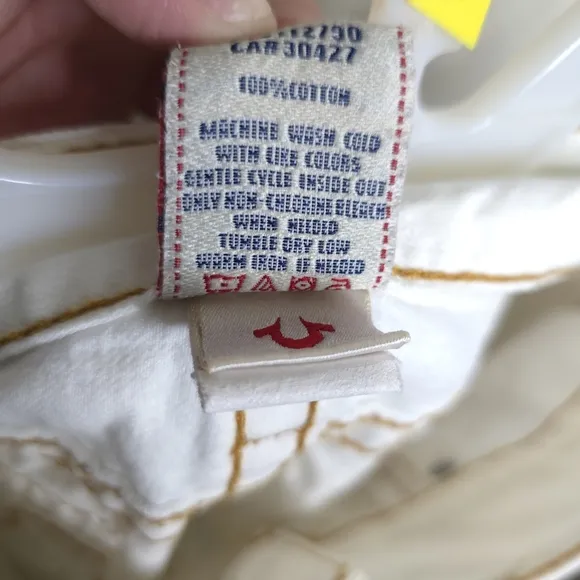 CA# 30427
100% COTTON
MACHINE WASH COLD
WITH LIKE COLORS
GENTLE CYCLE INSIDE OUT
ONLY NON-CHLORINE BLEACH
WHEN NEEDED
TUMBLE DRY LOW
WARM IRON IF NEEDED